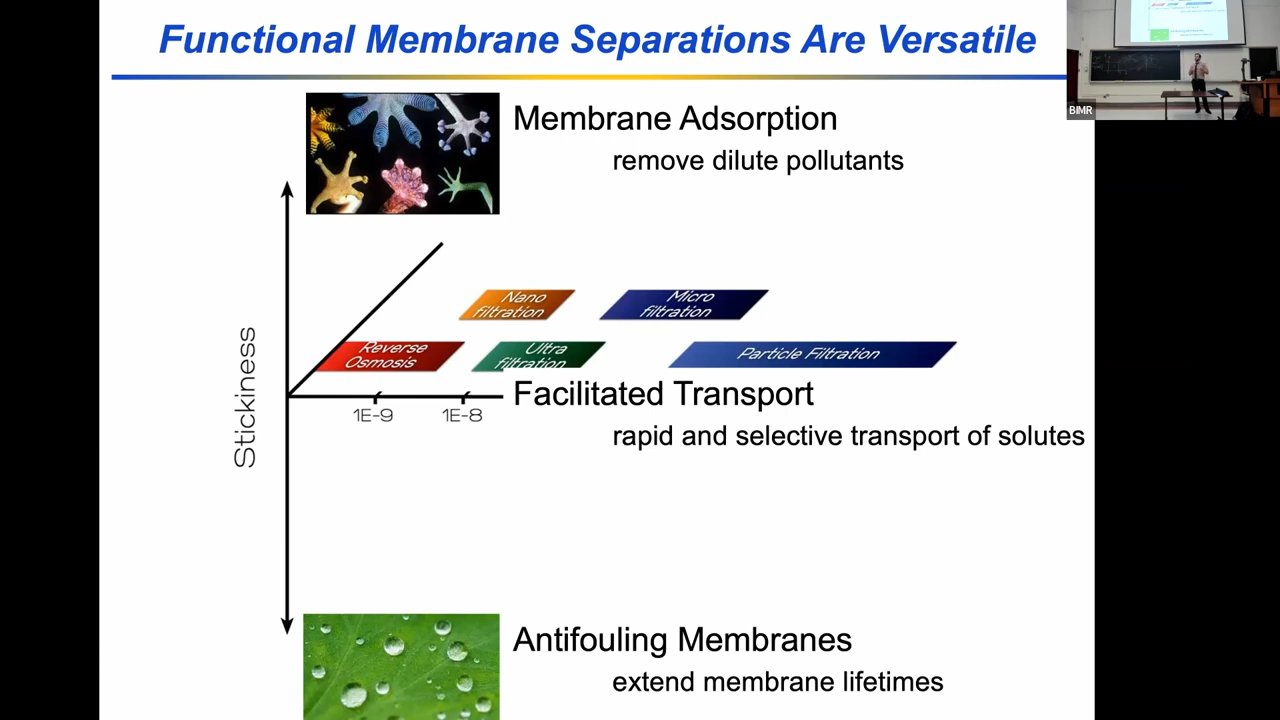 Functional Membrane Separations Are Versatile
BIMR
Membrane Adsorption
remove dilute pollutants
Nano
filtration
Micro
filtration
Reverse
Osmosis
Ultra
filtration
Particle Filtration
Stickiness
1E-9
1E-8
Facilitated Transport
rapid and selective transport of solutes
Antifouling Membranes
extend membrane lifetimes